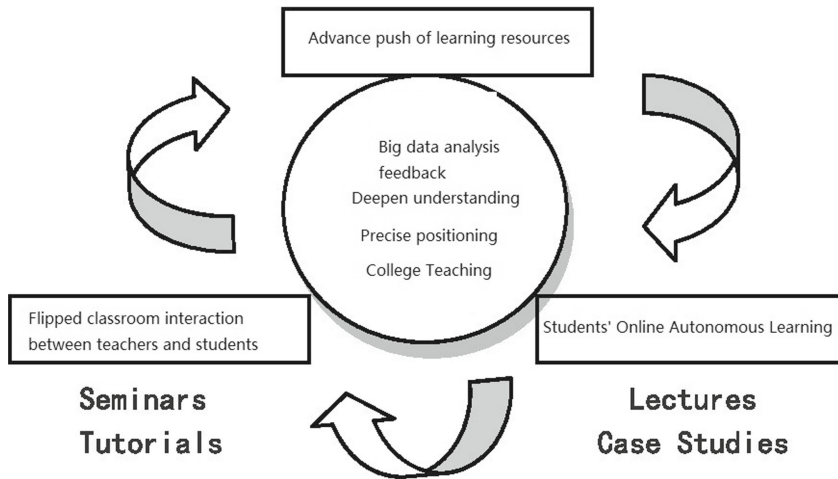 Advance push of learning resources
Big data analysis
feedback
Deepen understanding
Precise positioning
College Teaching
Flipped classroom interaction
between teachers and students
Students' Online Autonomous Learning
Seminars
Tutorials
Lectures
Case Studies